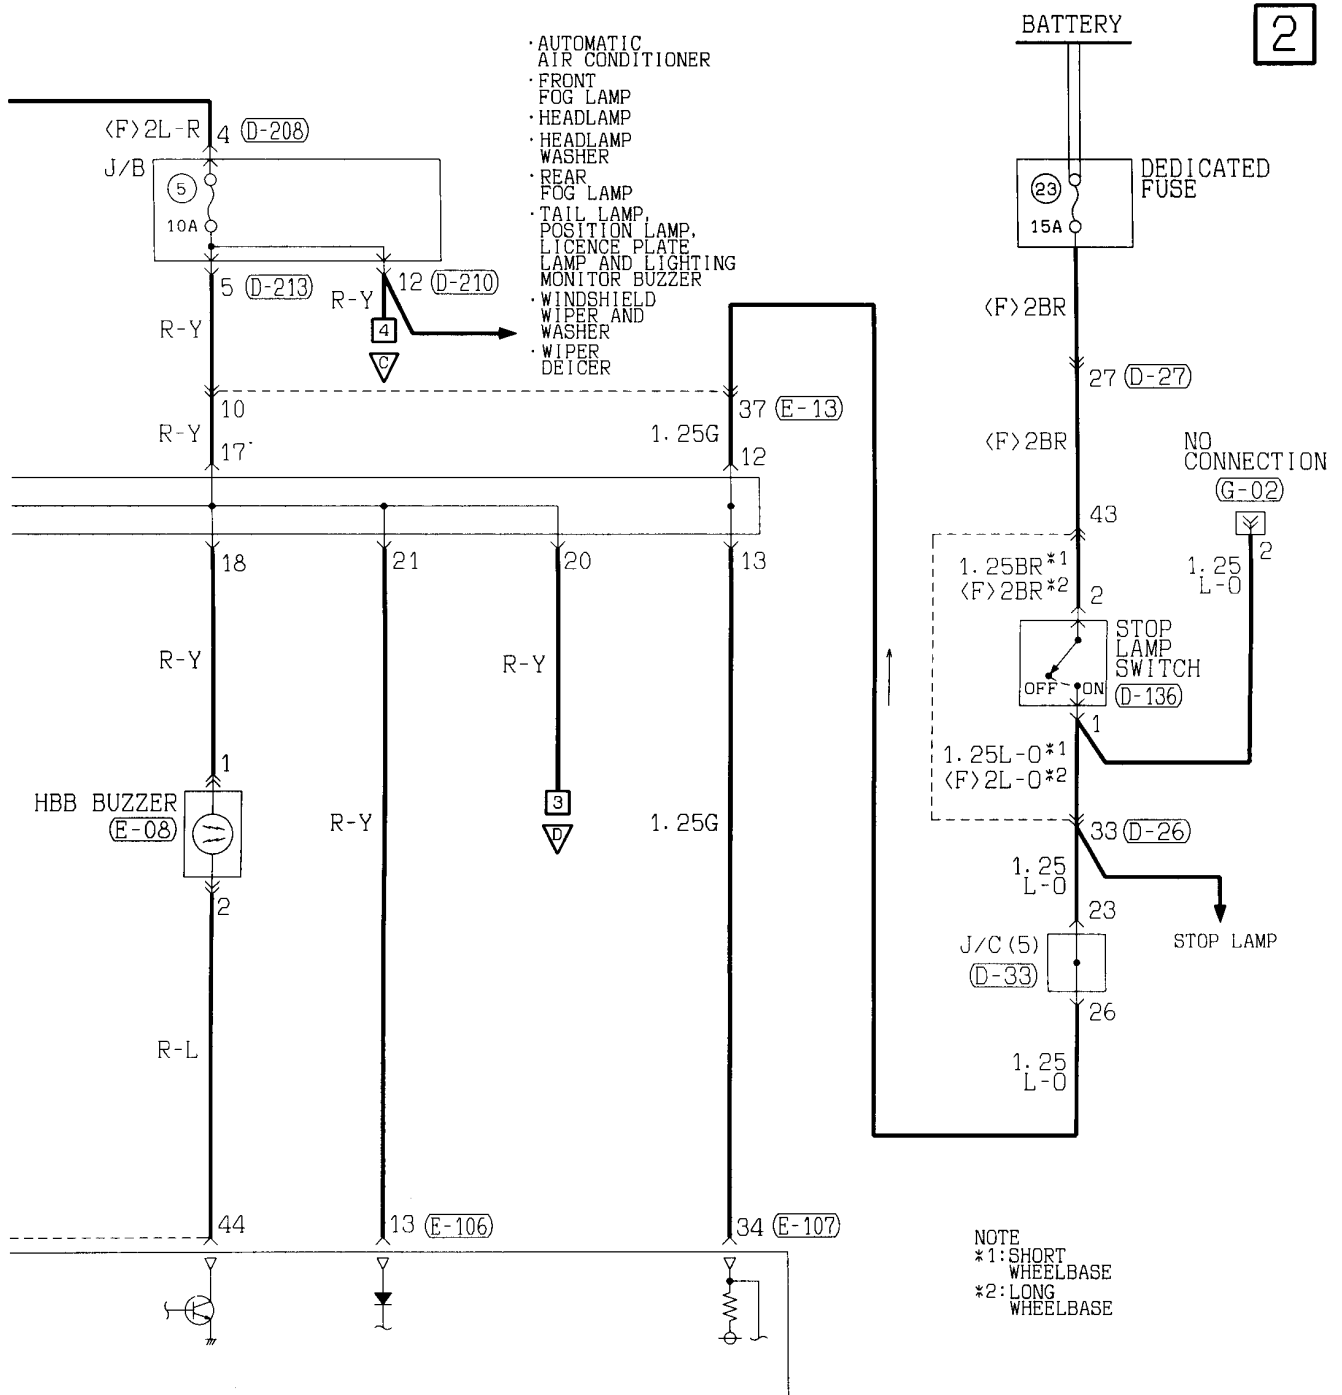 2
BATTERY
· AUTOMATIC
AIR CONDITIONER
· FRONT
FOG LAMP
· HEADLAMP
· HEADLAMP
WASHER
· REAR
FOG LAMP
· TAIL LAMP,
POSITION LAMP,
LICENCE PLATE
LAMP AND LIGHTING
MONITOR BUZZER
· WINDSHIELD
WIPER AND
WASHER
· WIPER
DEICER
<F>2L-R 4 (D-208)
J/B
5
10A
5 (D-213)
12 (D-210)
R-Y
R-Y
4
C
DEDICATED
FUSE
23
15A
<F>2BR
27 (D-27)
<F>2BR
10
37 (E-13)
R-Y
1.25G
17
12
NO
CONNECTION
(G-02)
2
1.25
L-O
43
1.25BR*1
<F>2BR*2
2
18
21
20
13
R-Y
R-Y
STOP
LAMP
SWITCH
(D-136)
OFF ON
1
1.25L-O*1
<F>2L-O*2
1
HBB BUZZER
(E-08)
2
R-Y
3
D
1.25G
33 (D-26)
1.25
L-O
23
STOP LAMP
J/C(5)
(D-33)
26
R-L
1.25
L-O
44
13 (E-106)
34 (E-107)
NOTE
*1:SHORT
WHEELBASE
*2:LONG
WHEELBASE